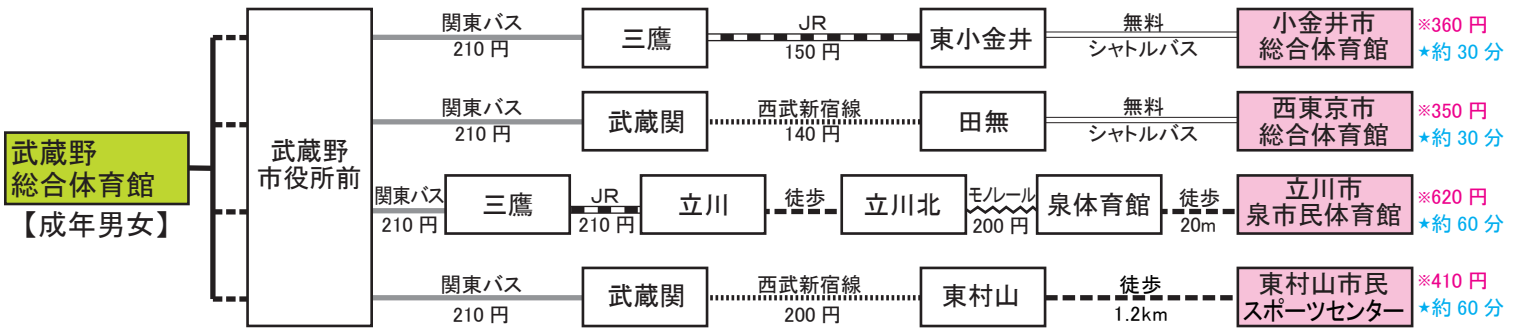 武蔵野
総合体育館
【成年男女】
武蔵野
市役所前
関東バス
210 円
三鷹
JR
150 円
東小金井
無料
シャトルバス
小金井市
総合体育館
※360 円
★約 30 分
関東バス
210 円
武蔵関
西武新宿線
140 円
田無
無料
シャトルバス
西東京市
総合体育館
※350 円
★約 30 分
関東バス
210 円
三鷹
JR
210 円
立川
徒歩
立川北
モノレール
200 円
泉体育館
徒歩
20m
立川市
泉市民体育館
※620 円
★約 60 分
関東バス
210 円
武蔵関
西武新宿線
200 円
東村山
徒歩
1.2km
東村山市民
スポーツセンター
※410 円
★約 60 分